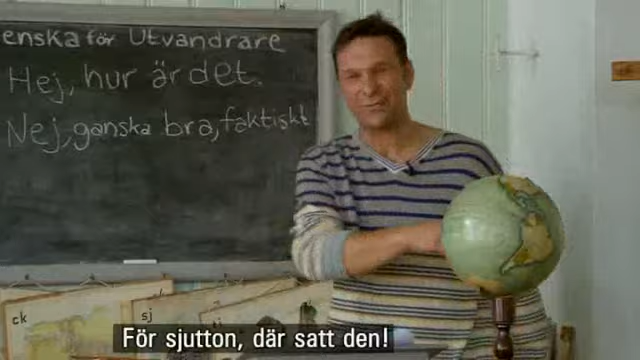 enska för Utvandrare
Hej, hur är det.
Nej, ganska bra, faktiskt
ck
sj
För sjutton, där satt den!